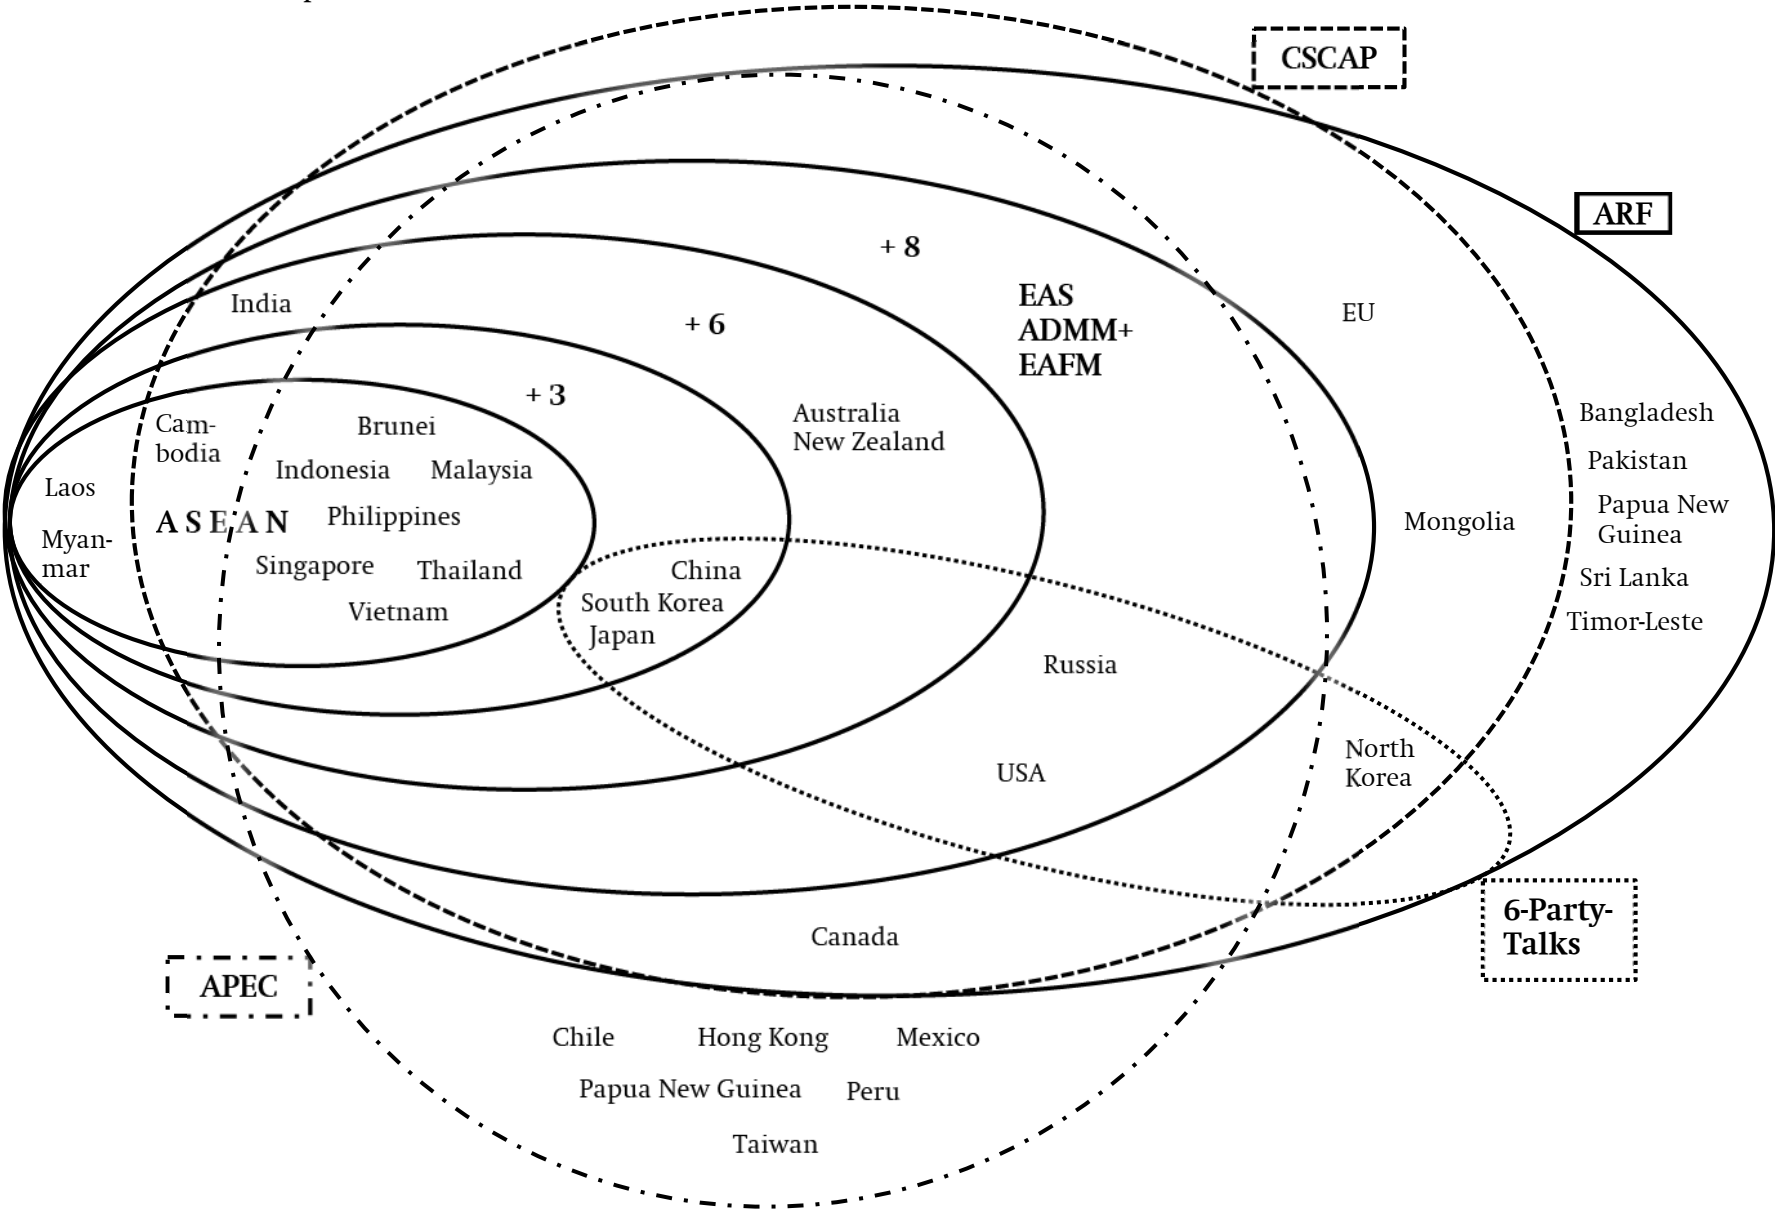 CSCAP
ARF
+ 8
EAS
ADMM+
EAFM
India
EU
+ 6
+ 3
Australia
New Zealand
Bangladesh
Pakistan
Papua New
Guinea
Sri Lanka
Timor-Leste
Mongolia
Cam-
bodia
Brunei
Indonesia
Malaysia
Laos
ASEAN
Philippines
Myan-
mar
Singapore
Thailand
Vietnam
China
South Korea
Japan
Russia
USA
North
Korea
6-Party-
Talks
Canada
APEC
Chile
Hong Kong
Mexico
Papua New Guinea
Peru
Taiwan